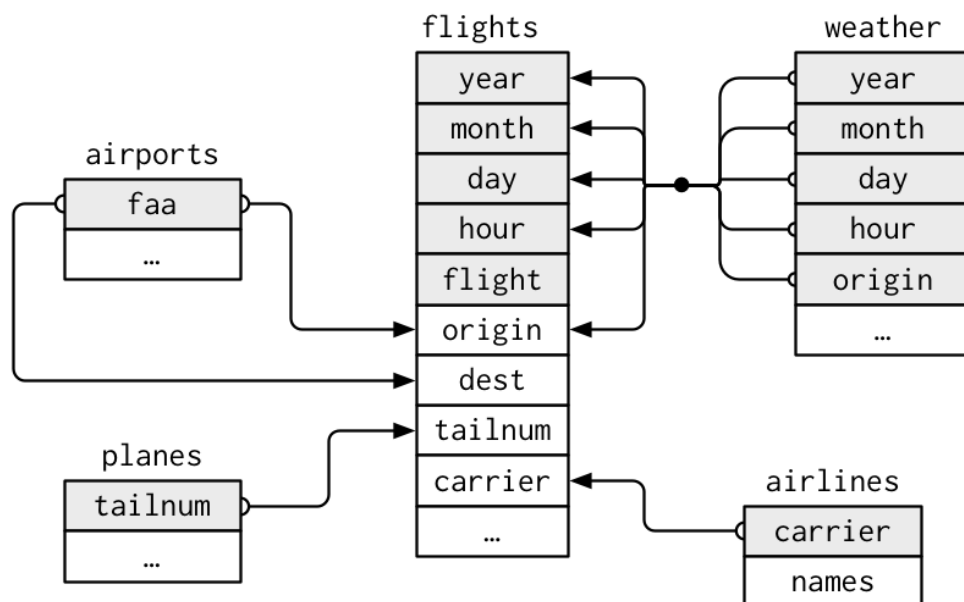 flights
year
month
day
hour
flight
origin
dest
tailnum
carrier
…
weather
year
month
day
hour
origin
…
airports
faa
…
planes
tailnum
…
airlines
carrier
names